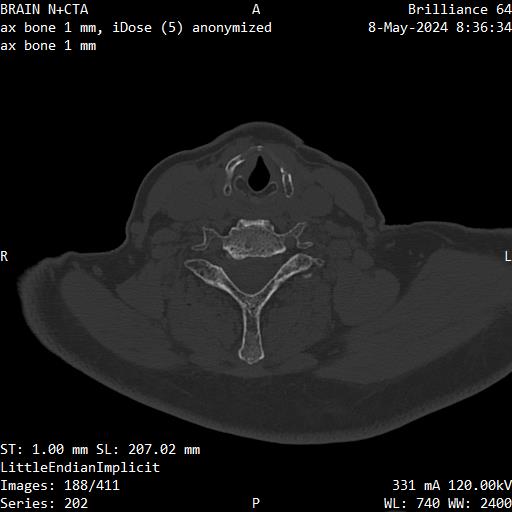 BRAIN N+CTA
A
Brilliance 64
ax bone 1 mm, iDose (5) anonymized
8-May-2024 8:36:34
ax bone 1 mm
R
L
ST: 1.00 mm SL: 207.02 mm
LittleEndianImplicit
Images: 188/411
331 mA 120.00kV
Series: 202
P
WL: 740 WW: 2400